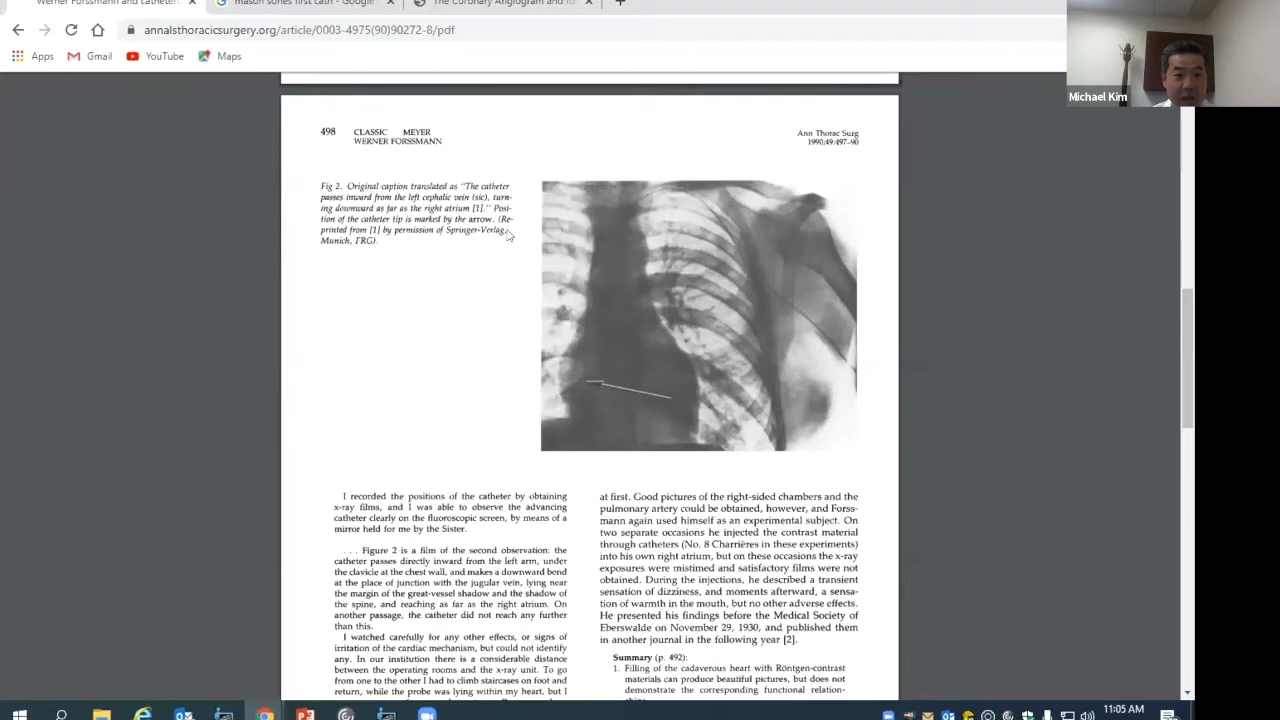 Werner Forssmann and catheteri
mason sones first cath - Google
The Coronary Angiogram and Its
annalsthoracicsurgery.org/article/0003-4975(90)90272-8/pdf
Apps Gmail YouTube Maps
Michael Kim
498 CLASSIC MEYER
WERNER FORSSMANN
Ann Thorac Surg
1990;49:497-90
Fig 2. Original caption translated as "The catheter
passes inward from the left cephalic vein (sic), turn-
ing downward as far as the right atrium [1]." Posi-
tion of the catheter tip is marked by the arrow. (Re-
printed from [1] by permission of Springer-Verlag,
Munich, FRG).
I recorded the positions of the catheter by obtaining
x-ray films, and I was able to observe the advancing
catheter clearly on the fluoroscopic screen, by means of a
mirror held for me by the Sister.
. . . Figure 2 is a film of the second observation: the
catheter passes directly inward from the left arm, under
the clavicle at the chest wall, and makes a downward bend
at the place of junction with the jugular vein, lying near
the margin of the great-vessel shadow and the shadow of
the spine, and reaching as far as the right atrium. On
another passage, the catheter did not reach any further
than this.
I watched carefully for any other effects, or signs of
irritation of the cardiac mechanism, but could not identify
any. In our institution there is a considerable distance
between the operating rooms and the x-ray unit. To go
from one to the other I had to climb staircases on foot and
return, while the probe was lying within my heart, but I
at first. Good pictures of the right-sided chambers and the
pulmonary artery could be obtained, however, and Forss-
mann again used himself as an experimental subject. On
two separate occasions he injected the contrast material
through catheters (No. 8 Charrières in these experiments)
into his own right atrium, but on these occasions the x-ray
exposures were mistimed and satisfactory films were not
obtained. During the injections, he described a transient
sensation of dizziness, and moments afterward, a sensa-
tion of warmth in the mouth, but no other adverse effects.
He presented his findings before the Medical Society of
Eberswalde on November 29, 1930, and published them
in another journal in the following year [2].
Summary (p. 492):
1. Filling of the cadaverous heart with Röntgen-contrast
materials can produce beautiful pictures, but does not
demonstrate the corresponding functional relation-
11:05 AM